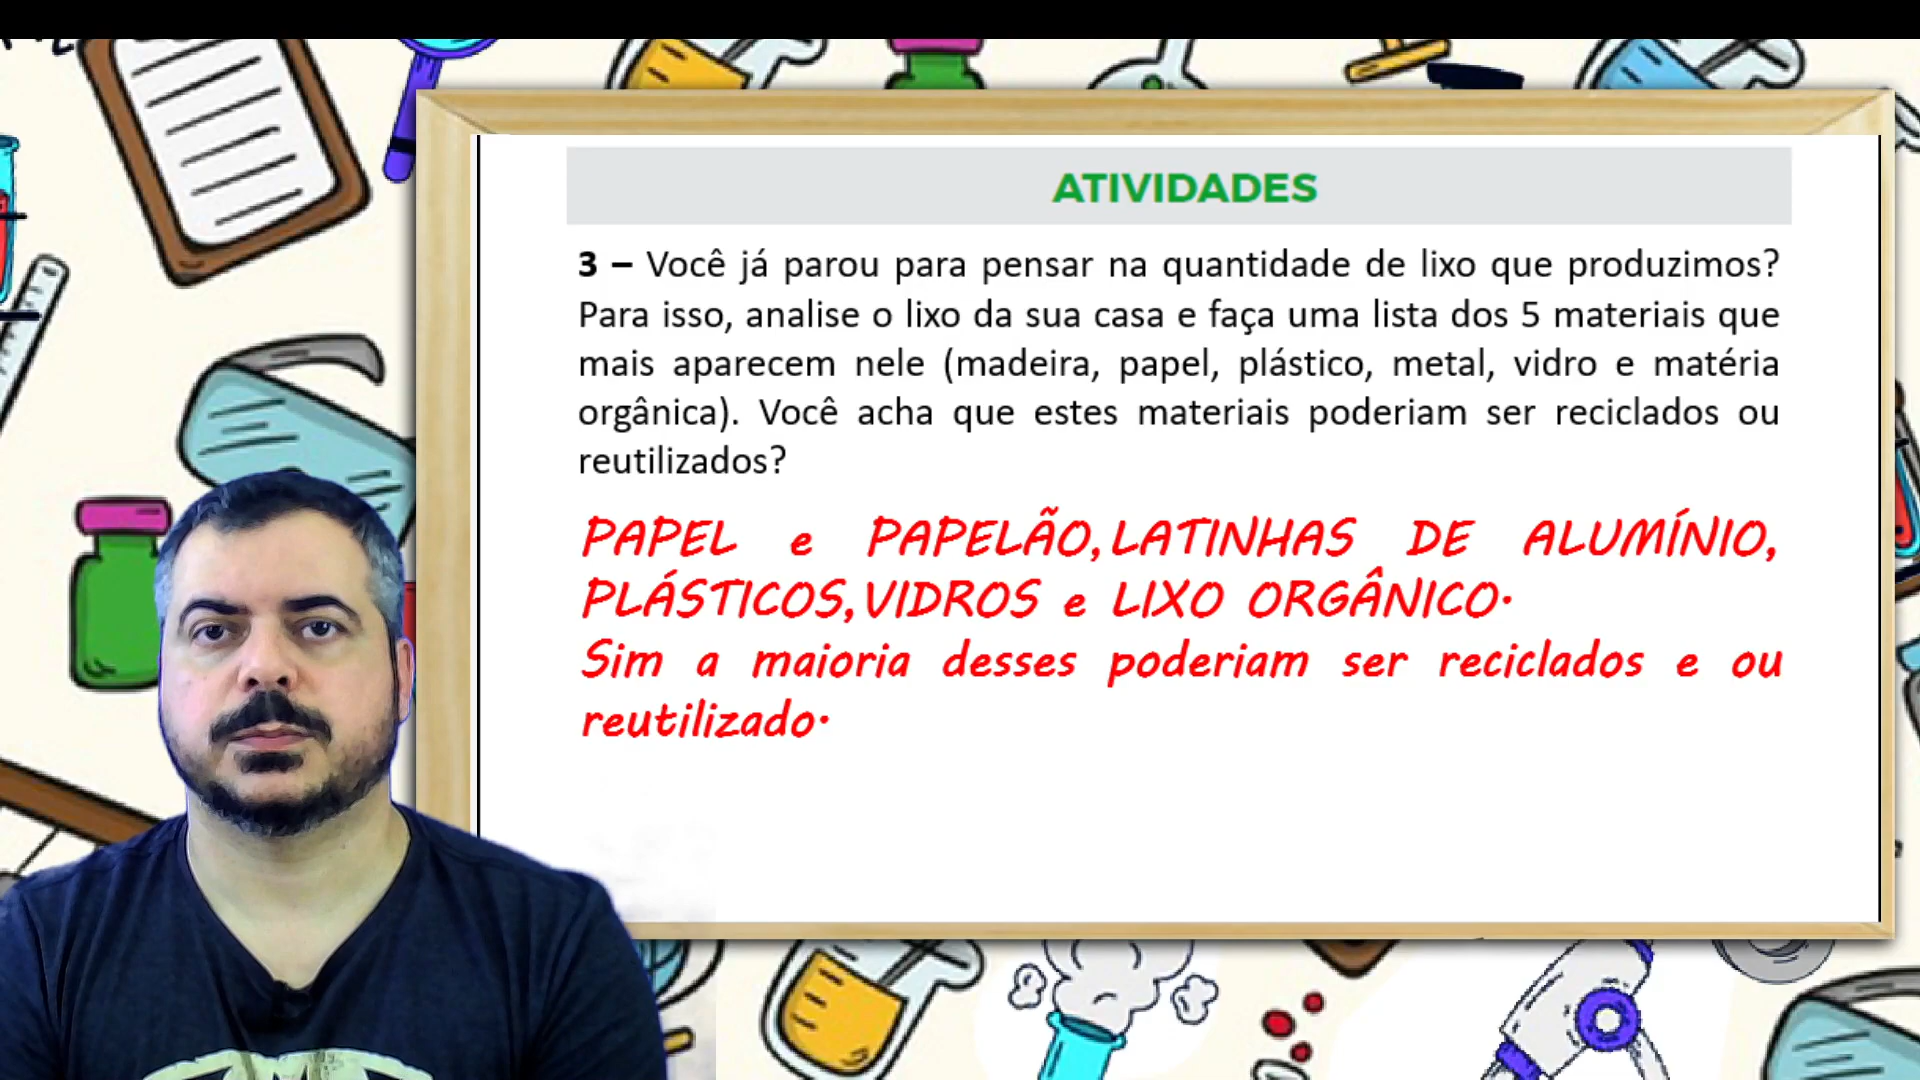 ATIVIDADES
3 – Você já parou para pensar na quantidade de lixo que produzimos?
Para isso, analise o lixo da sua casa e faça uma lista dos 5 materiais que
mais aparecem nele (madeira, papel, plástico, metal, vidro e matéria
orgânica). Você acha que estes materiais poderiam ser reciclados ou
reutilizados?
PAPEL e PAPELÃO, LATINHAS DE ALUMÍNIO,
PLÁSTICOS, VIDROS e LIXO ORGÂNICO.
Sim a maioria desses poderiam ser reciclados e ou
reutilizado.